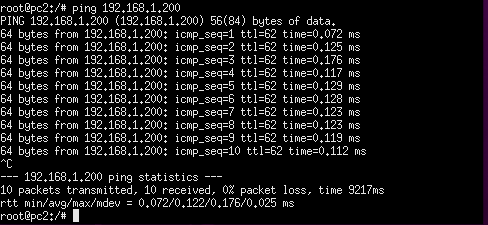 root@pc2:/# ping 192.168.1.200
PING 192.168.1.200 (192.168.1.200) 56(84) bytes of data.
64 bytes from 192.168.1.200: icmp_seq=1 ttl=62 time=0.072 ms
64 bytes from 192.168.1.200: icmp_seq=2 ttl=62 time=0.125 ms
64 bytes from 192.168.1.200: icmp_seq=3 ttl=62 time=0.176 ms
64 bytes from 192.168.1.200: icmp_seq=4 ttl=62 time=0.117 ms
64 bytes from 192.168.1.200: icmp_seq=5 ttl=62 time=0.129 ms
64 bytes from 192.168.1.200: icmp_seq=6 ttl=62 time=0.128 ms
64 bytes from 192.168.1.200: icmp_seq=7 ttl=62 time=0.123 ms
64 bytes from 192.168.1.200: icmp_seq=8 ttl=62 time=0.123 ms
64 bytes from 192.168.1.200: icmp_seq=9 ttl=62 time=0.119 ms
64 bytes from 192.168.1.200: icmp_seq=10 ttl=62 time=0.112 ms
^C
--- 192.168.1.200 ping statistics ---
10 packets transmitted, 10 received, 0% packet loss, time 9217ms
rtt min/avg/max/mdev = 0.072/0.122/0.176/0.025 ms
root@pc2:/#